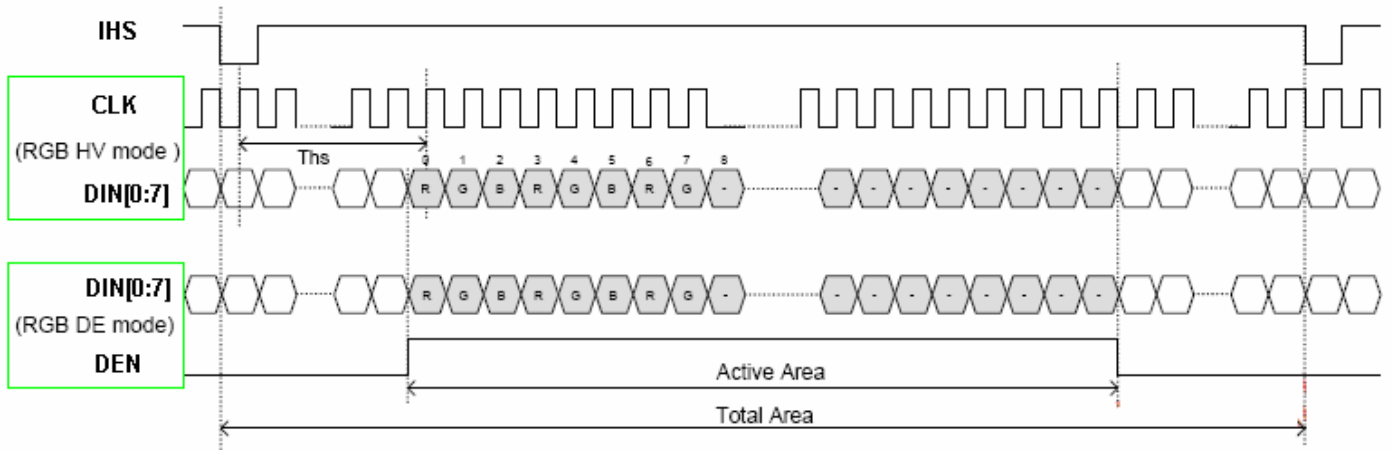 IHS
CLK
(RGB HV mode )
Ths
0 1 2 3 4 5 6 7 8
DIN[0:7]
R G B R G B R G - - - - - - - - -
DIN[0:7]
R G B R G B R G - - - - - - - - -
(RGB DE mode)
DEN
Active Area
Total Area